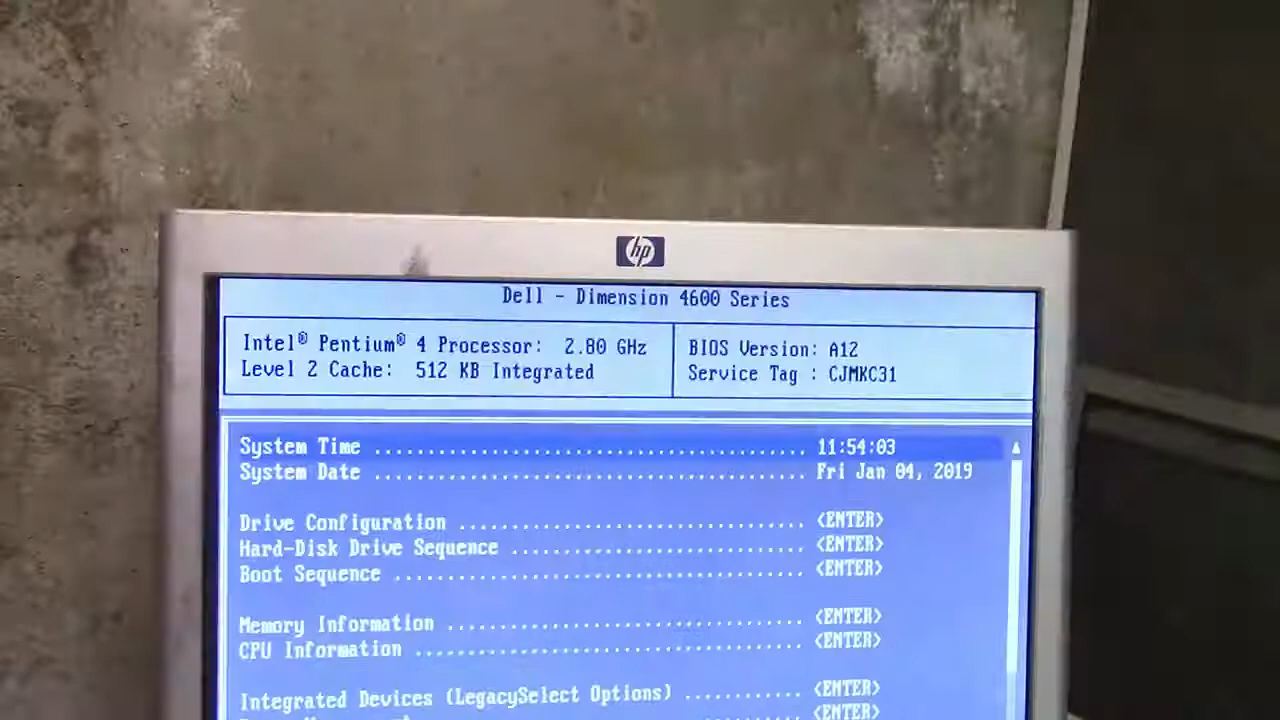 hp
Dell - Dimension 4600 Series
Intel® Pentium® 4 Processor: 2.80 GHz
Level 2 Cache: 512 KB Integrated
BIOS Version: A12
Service Tag : CJMKC31
System Time ................................................. 11:54:03
System Date ................................................. Fri Jan 04, 2019
Drive Configuration ........................................ <ENTER>
Hard-Disk Drive Sequence .................................. <ENTER>
Boot Sequence ............................................... <ENTER>
Memory Information ......................................... <ENTER>
CPU Information ............................................. <ENTER>
Integrated Devices (LegacySelect Options) ........... <ENTER>